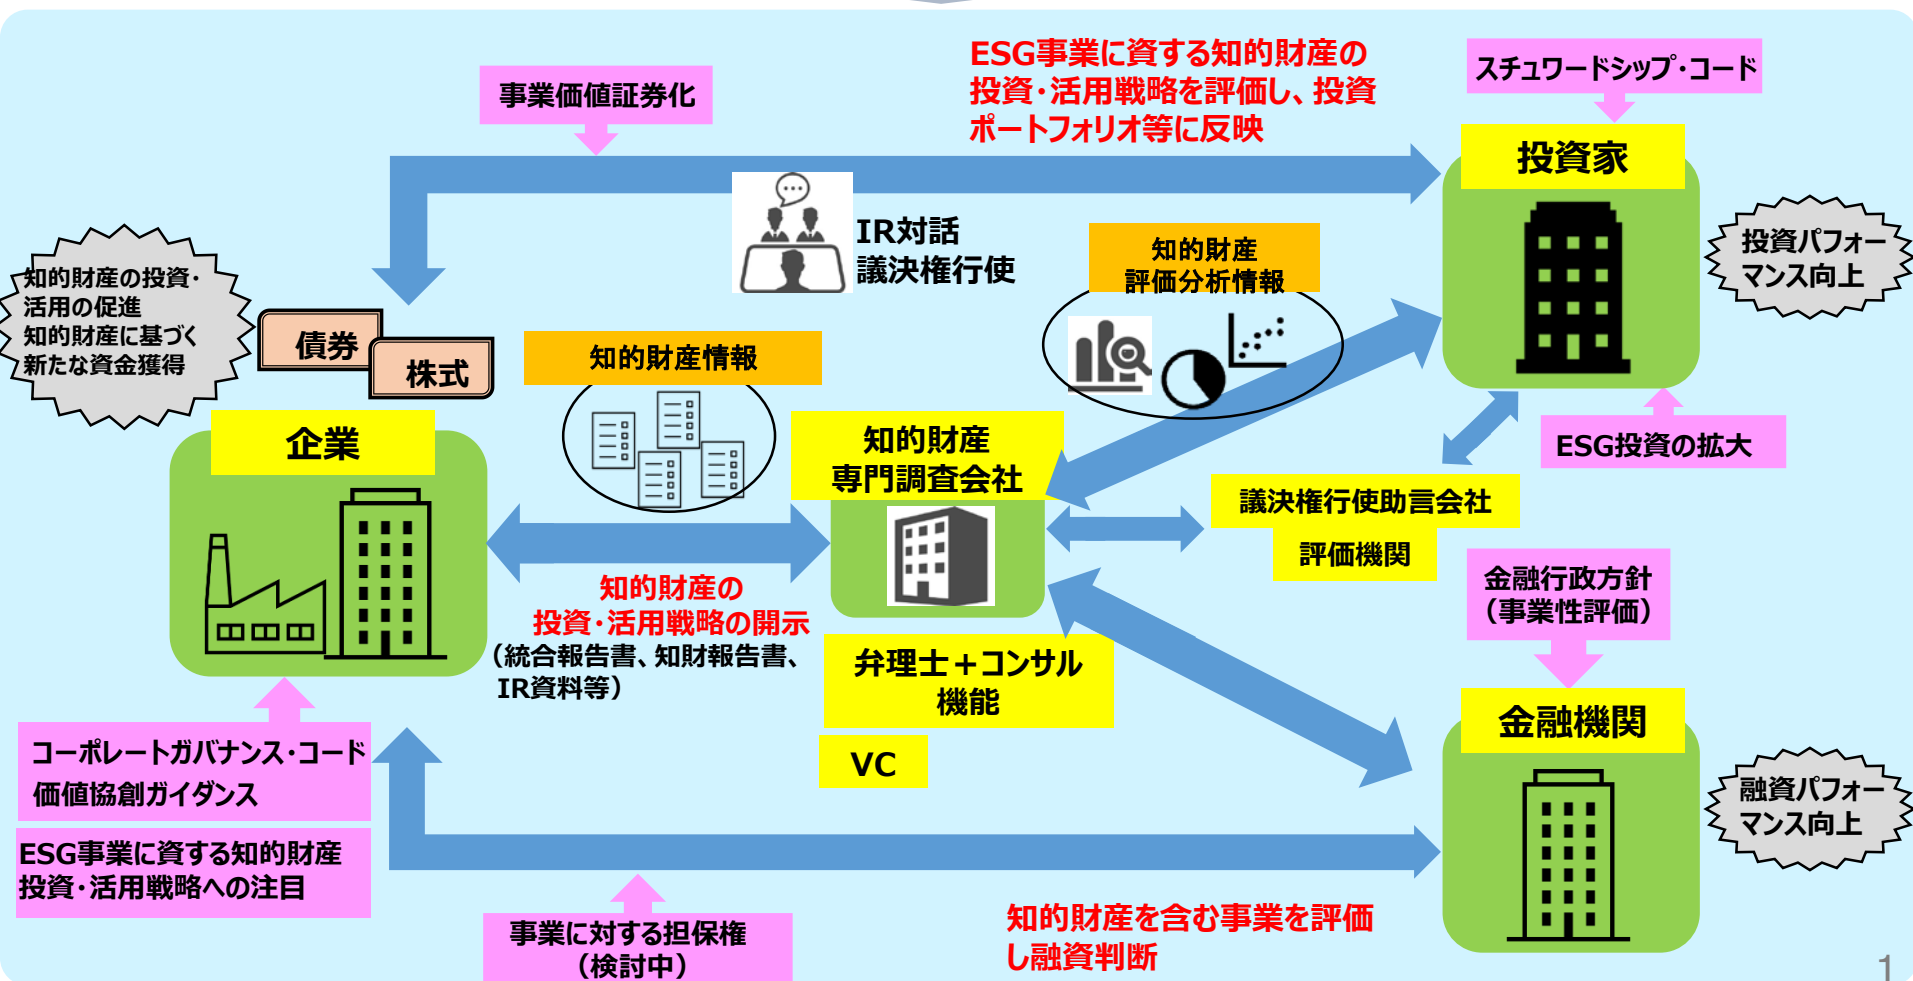 ESG事業に資する知的財産の
投資・活用戦略を評価し、投資
ポートフォリオ等に反映
スチュワードシップ・コード
事業価値証券化
投資家
IR対話
議決権行使
知的財産
評価分析情報
投資パフォー
マンス向上
知的財産の投資・
活用の促進
知的財産に基づく
新たな資金獲得
債券
株式
知的財産情報
企業
知的財産
専門調査会社
ESG投資の拡大
議決権行使助言会社
評価機関
知的財産の
投資・活用戦略の開示
（統合報告書、知財報告書、
IR資料等）
金融行政方針
（事業性評価）
弁理士＋コンサル
機能
VC
金融機関
コーポレートガバナンス・コード
価値協創ガイダンス
融資パフォー
マンス向上
ESG事業に資する知的財産
投資・活用戦略への注目
事業に対する担保権
（検討中）
知的財産を含む事業を評価
し融資判断
1